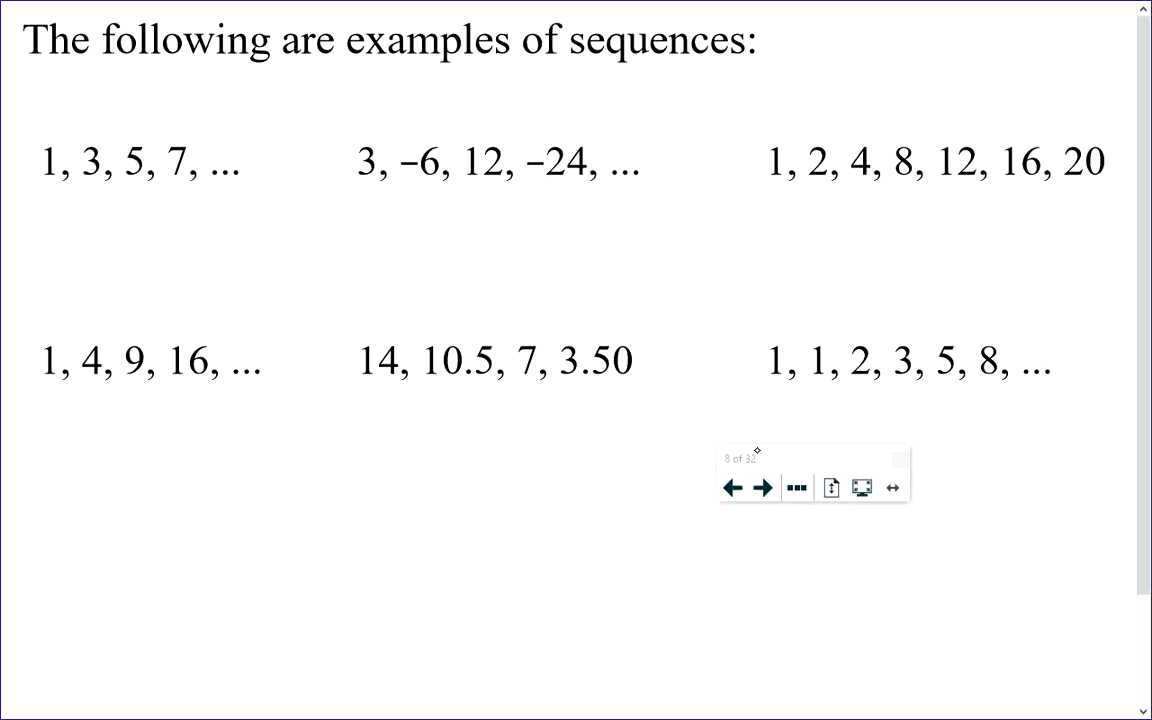 The following are examples of sequences:
1, 3, 5, 7, ... 3, −6, 12, −24, ... 1, 2, 4, 8, 12, 16, 20
1, 4, 9, 16, ... 14, 10.5, 7, 3.50 1, 1, 2, 3, 5, 8, ...
8 of 32